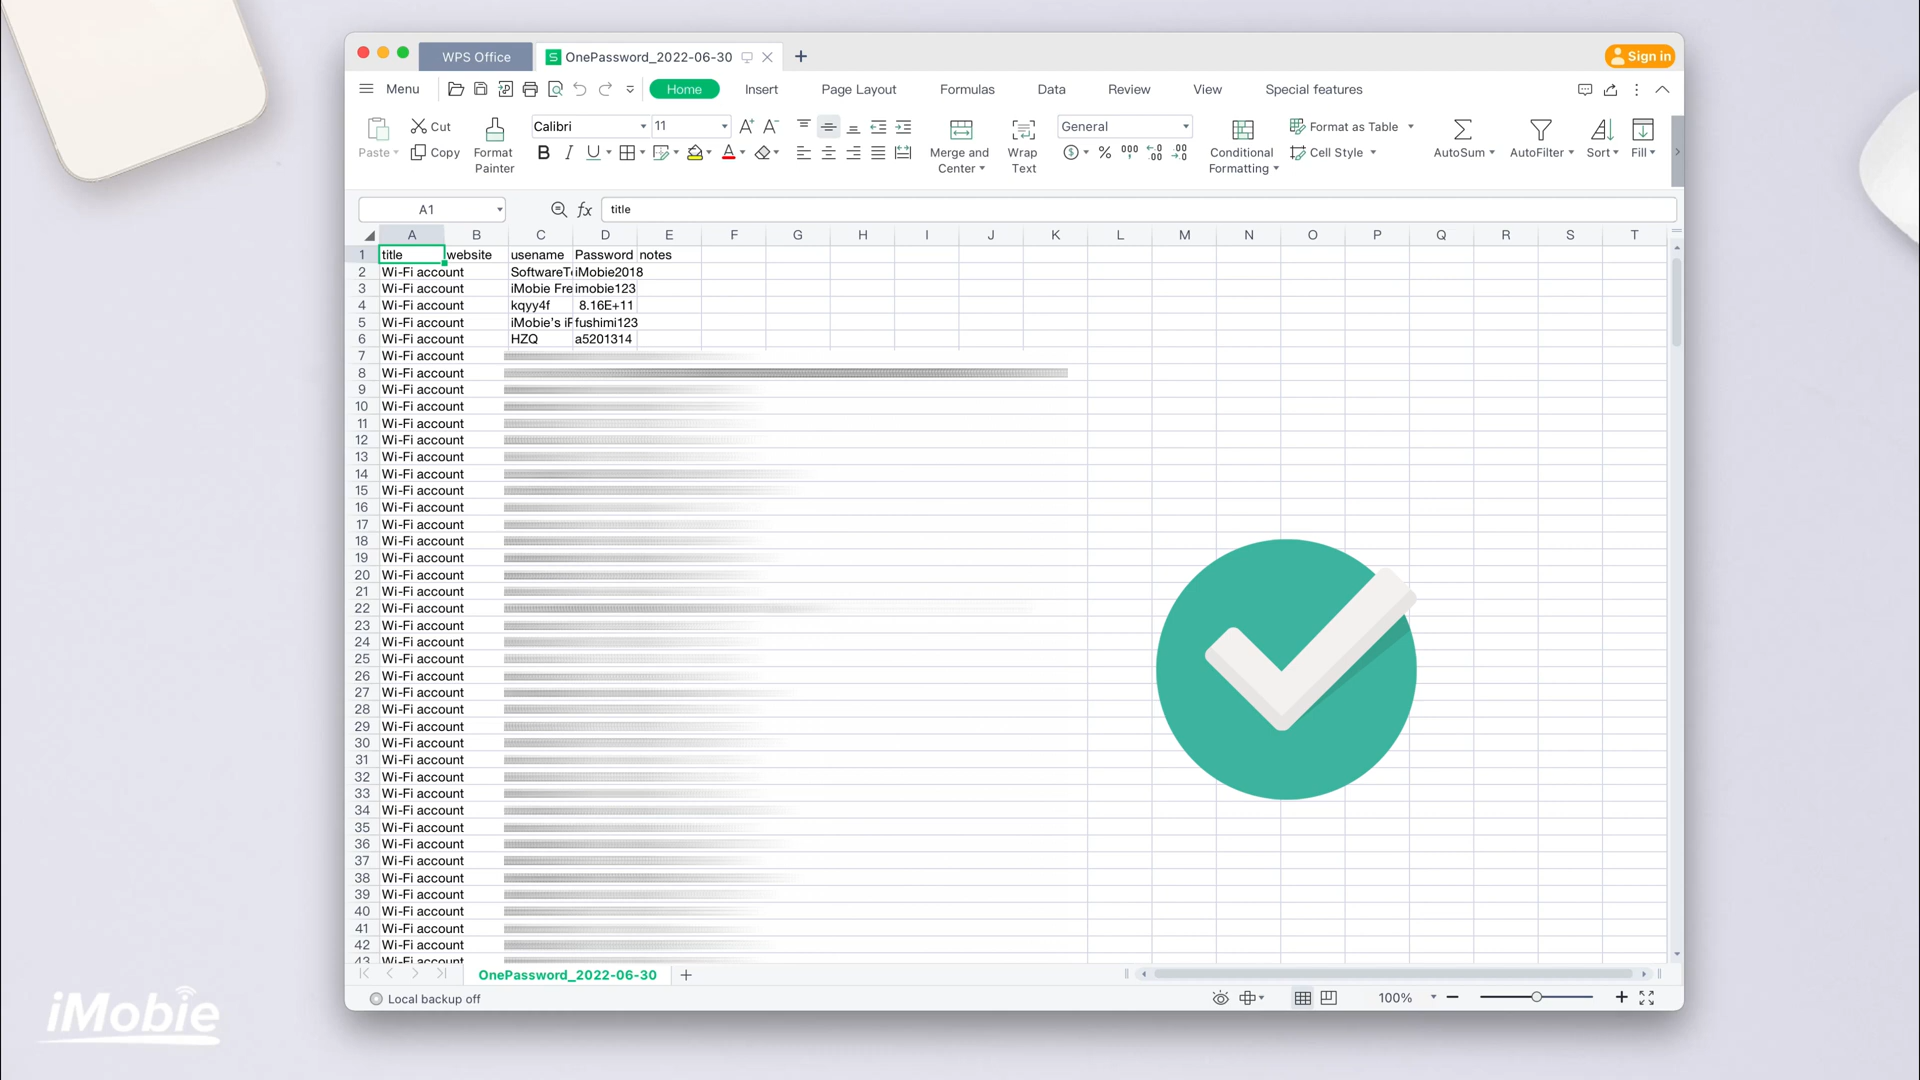 WPS Office
OnePassword_2022-06-30
Sign in
Menu
Home
Insert
Page Layout
Formulas
Data
Review
View
Special features
Paste
Cut
Copy
Format Painter
Calibri
11
Merge and Center
Wrap Text
General
Conditional Formatting
Format as Table
Cell Style
AutoSum
AutoFilter
Sort
Fill
A1
fx
title
A B C D E F G H I J K L M N O P Q R S T
1 title website usename Password notes
2 Wi-Fi account SoftwareTe iMobie2018
3 Wi-Fi account iMobie Fre imobie123
4 Wi-Fi account kqyy4f 8.16E+11
5 Wi-Fi account iMobie's iP fushimi123
6 Wi-Fi account HZQ a5201314
7 Wi-Fi account
8 Wi-Fi account
9 Wi-Fi account
10 Wi-Fi account
11 Wi-Fi account
12 Wi-Fi account
13 Wi-Fi account
14 Wi-Fi account
15 Wi-Fi account
16 Wi-Fi account
17 Wi-Fi account
18 Wi-Fi account
19 Wi-Fi account
20 Wi-Fi account
21 Wi-Fi account
22 Wi-Fi account
23 Wi-Fi account
24 Wi-Fi account
25 Wi-Fi account
26 Wi-Fi account
27 Wi-Fi account
28 Wi-Fi account
29 Wi-Fi account
30 Wi-Fi account
31 Wi-Fi account
32 Wi-Fi account
33 Wi-Fi account
34 Wi-Fi account
35 Wi-Fi account
36 Wi-Fi account
37 Wi-Fi account
38 Wi-Fi account
39 Wi-Fi account
40 Wi-Fi account
41 Wi-Fi account
42 Wi-Fi account
43 Wi-Fi account
OnePassword_2022-06-30
Local backup off
100%
iMobie